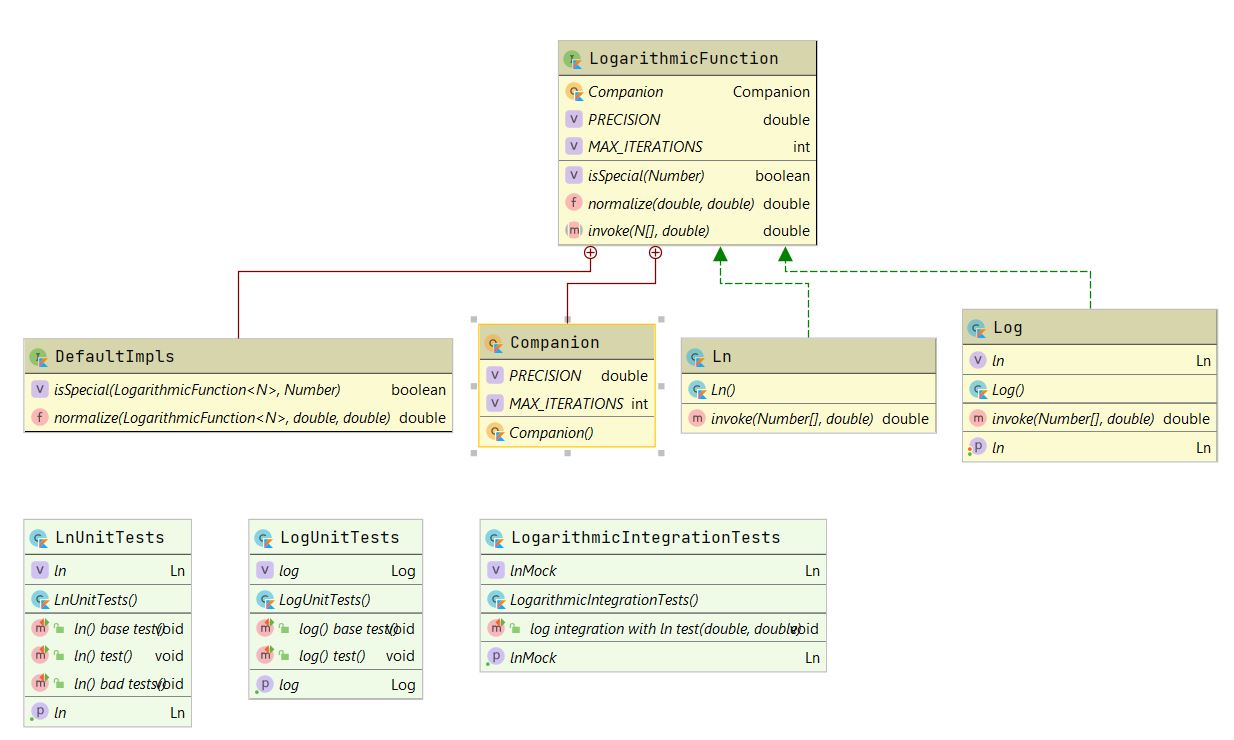 LogarithmicFunction
Companion Companion
PRECISION double
MAX_ITERATIONS int
isSpecial(Number) boolean
normalize(double, double) double
invoke(N[], double) double
DefaultImpls
isSpecial(LogarithmicFunction<N>, Number) boolean
normalize(LogarithmicFunction<N>, double, double) double
Companion
PRECISION double
MAX_ITERATIONS int
Companion()
Ln
Ln()
invoke(Number[], double) double
Log
ln Ln
Log()
invoke(Number[], double) double
ln Ln
LnUnitTests
ln Ln
LnUnitTests()
ln() base test() void
ln() test() void
ln() bad tests() void
ln Ln
LogUnitTests
log Log
LogUnitTests()
log() base test() void
log() test() void
log Log
LogarithmicIntegrationTests
lnMock Ln
LogarithmicIntegrationTests()
log integration with ln test(double, double) void
lnMock Ln